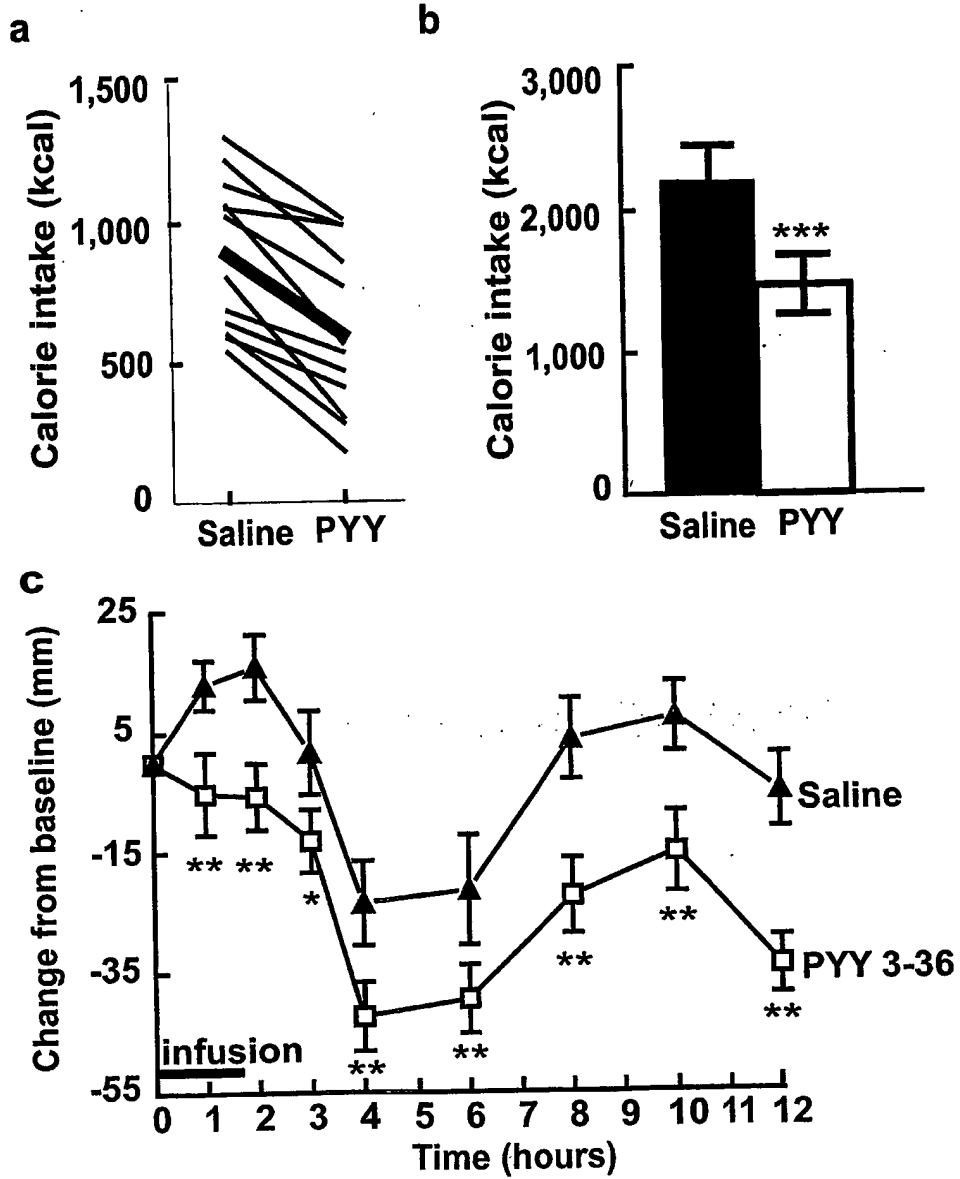 a
Calorie intake (kcal)
1,500
1,000
500
0
Saline PYY
b
Calorie intake (kcal)
3,000
2,000
1,000
0
***
Saline PYY
c
Change from baseline (mm)
25
5
-15
-35
-55
** ** * ** ** ** ** **
Saline
PYY 3-36
infusion
0 1 2 3 4 5 6 7 8 9 10 11 12
Time (hours)